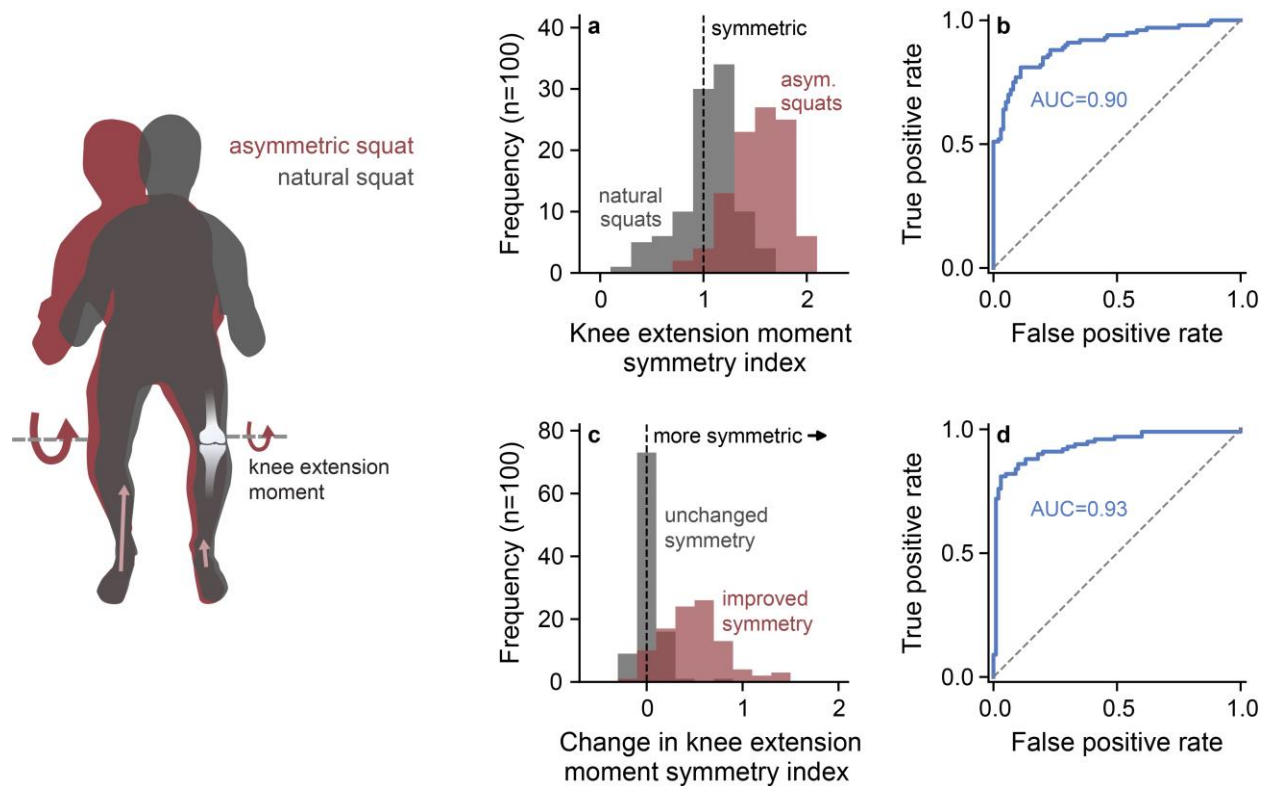 asymmetric squat
natural squat
knee extension
moment
a
symmetric
asym.
squats
natural
squats
Frequency (n=100)
40
30
20
10
0
0
1
2
Knee extension moment
symmetry index
b
AUC=0.90
True positive rate
1.0
0.5
0.0
0.0
0.5
1.0
False positive rate
c
more symmetric
unchanged
symmetry
improved
symmetry
Frequency (n=100)
80
60
40
20
0
0
1
2
Change in knee extension
moment symmetry index
d
AUC=0.93
True positive rate
1.0
0.5
0.0
0.0
0.5
1.0
False positive rate